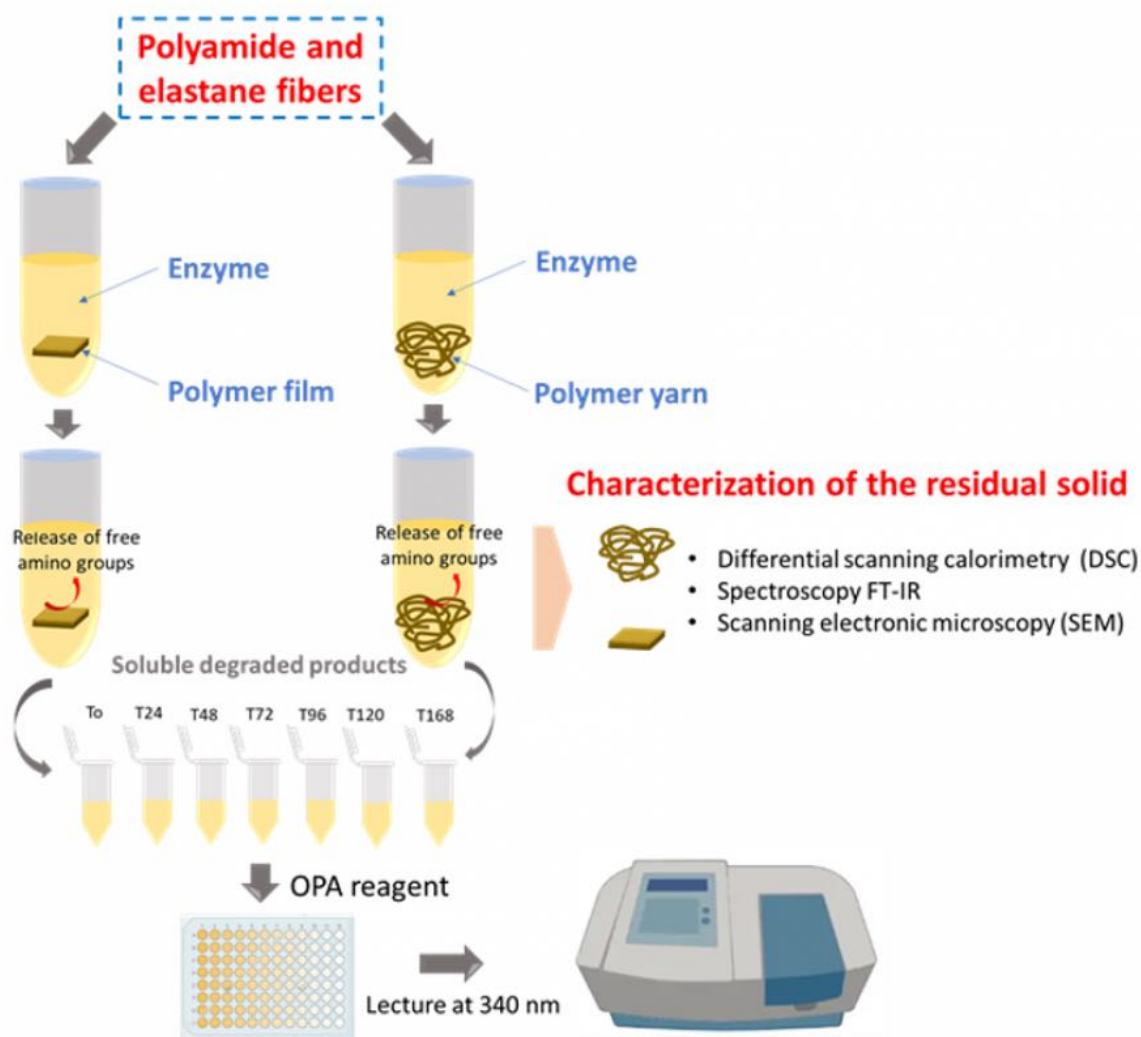 Polyamide and
elastane fibers
Enzyme
Polymer film
Enzyme
Polymer yarn
Release of free
amino groups
Release of free
amino groups
Characterization of the residual solid
• Differential scanning calorimetry (DSC)
• Spectroscopy FT-IR
• Scanning electronic microscopy (SEM)
Soluble degraded products
To T24 T48 T72 T96 T120 T168
OPA reagent
Lecture at 340 nm